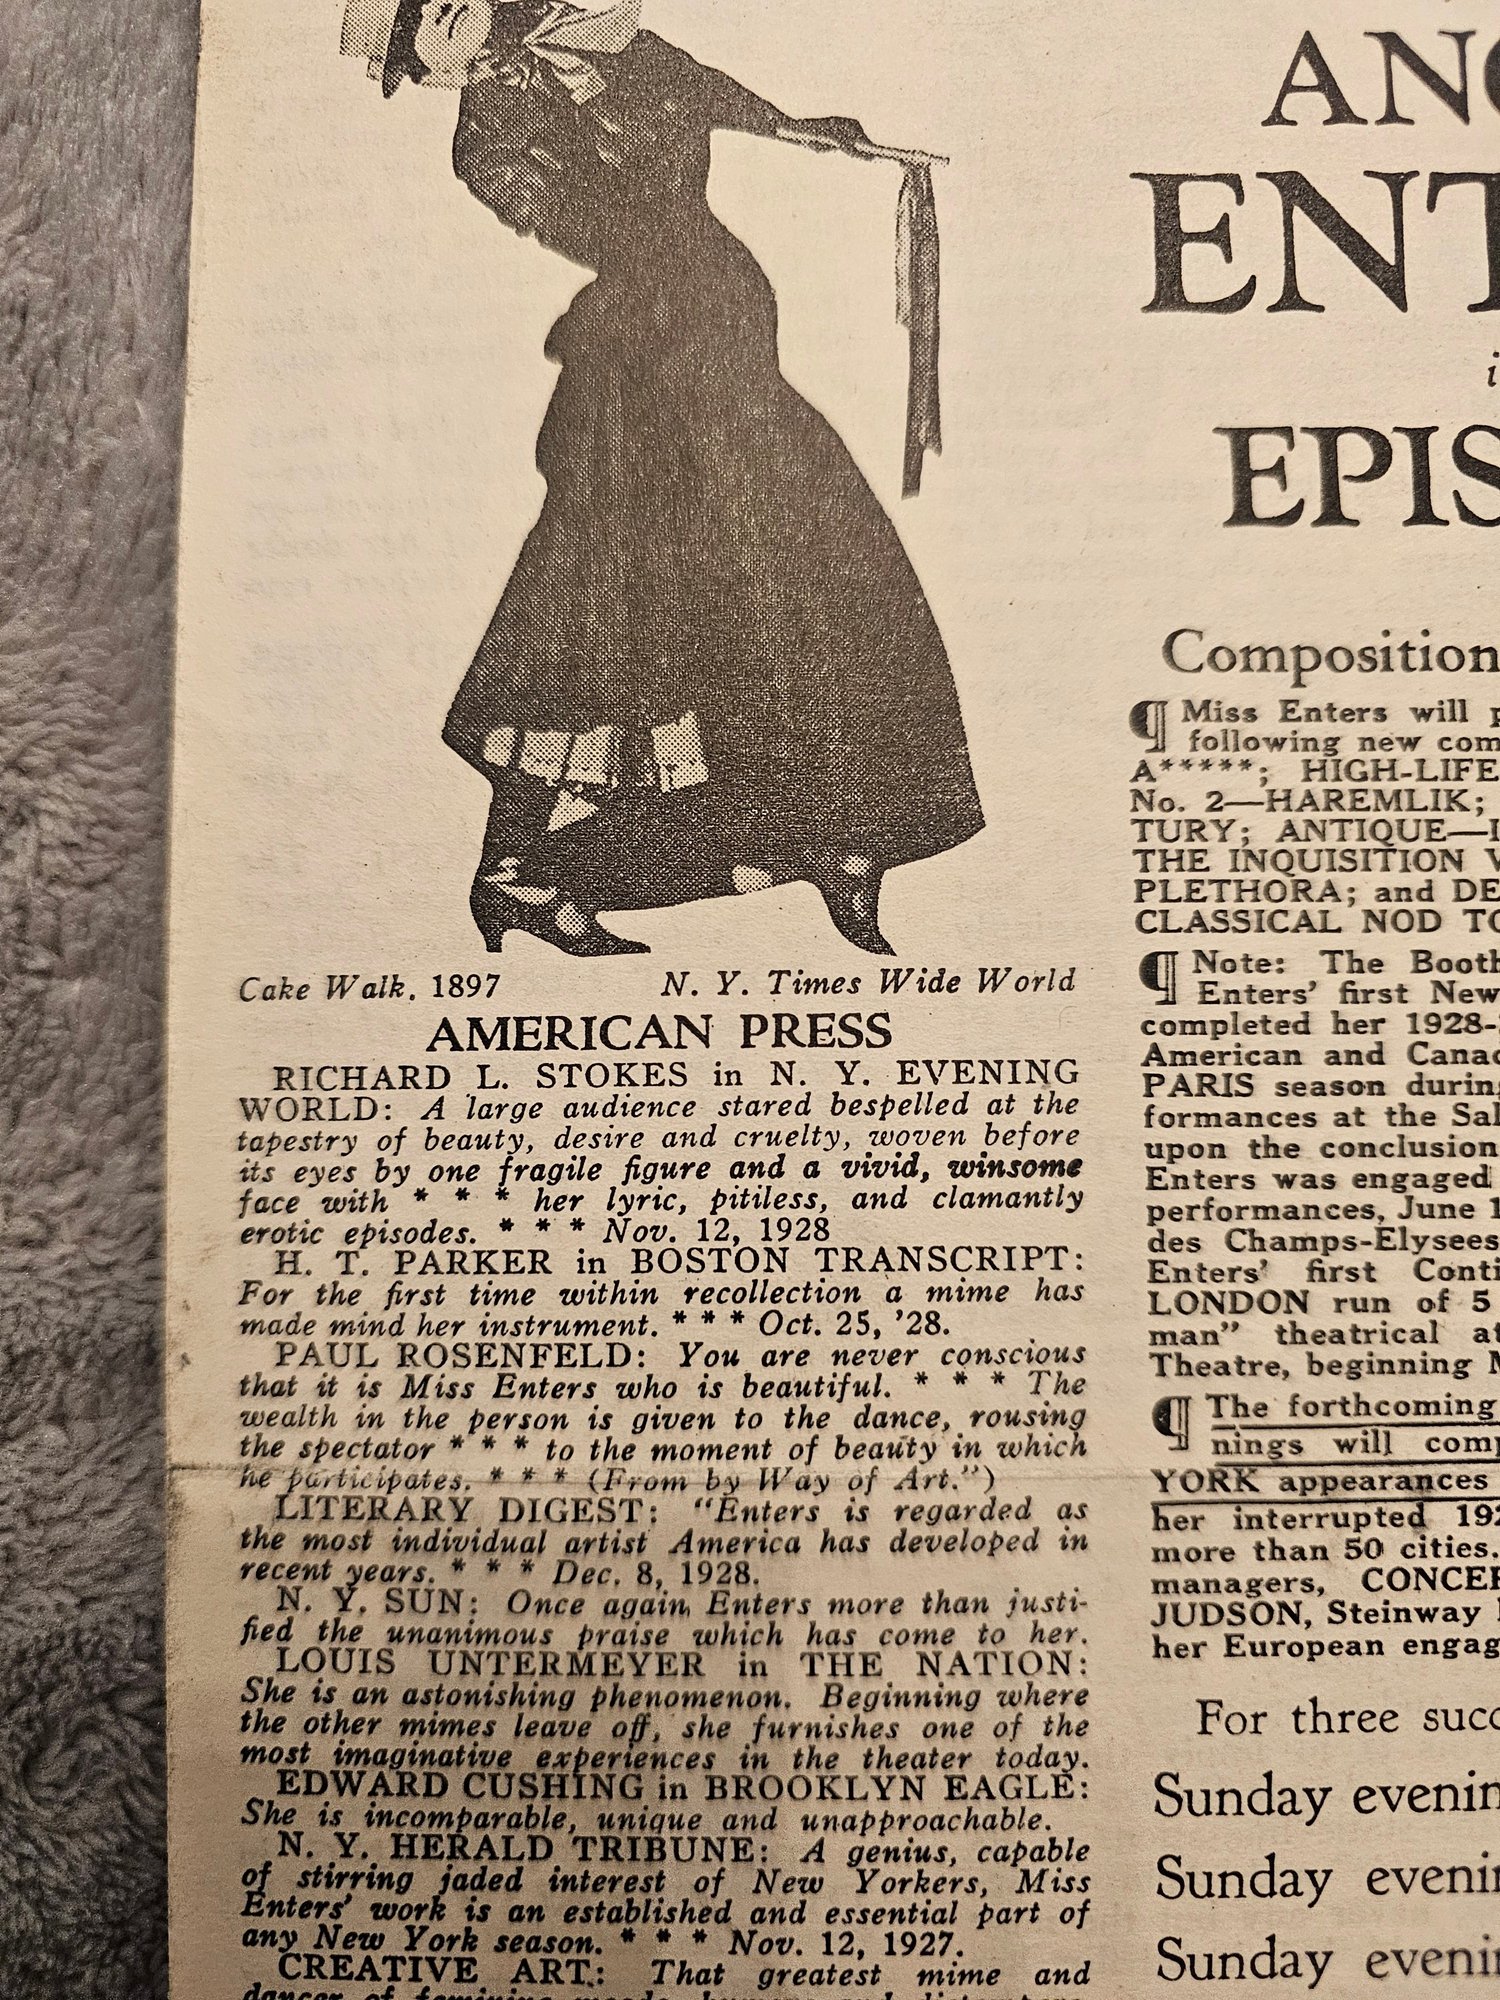 Cake Walk, 1897 N. Y. Times Wide World
AMERICAN PRESS
RICHARD L. STOKES in N. Y. EVENING
WORLD: A large audience stared bespelled at the
tapestry of beauty, desire and cruelty, woven before
its eyes by one fragile figure and a vivid, winsome
face with * * * her lyric, pitiless, and clamantly
erotic episodes. * * * Nov. 12, 1928
H. T. PARKER in BOSTON TRANSCRIPT:
For the first time within recollection a mime has
made mind her instrument. * * * Oct. 25, '28.
PAUL ROSENFELD: You are never conscious
that it is Miss Enters who is beautiful. * * * The
wealth in the person is given to the dance, rousing
the spectator * * * to the moment of beauty in which
he participates. * * * (From by Way of Art.")
LITERARY DIGEST: "Enters is regarded as
the most individual artist America has developed in
recent years. * * * Dec. 8, 1928.
N. Y. SUN: Once again Enters more than justi-
fied the unanimous praise which has come to her.
LOUIS UNTERMEYER in THE NATION:
She is an astonishing phenomenon. Beginning where
the other mimes leave off, she furnishes one of the
most imaginative experiences in the theater today.
EDWARD CUSHING in BROOKLYN EAGLE:
She is incomparable, unique and unapproachable.
N. Y. HERALD TRIBUNE: A genius, capable
of stirring jaded interest of New Yorkers, Miss
Enters' work is an established and essential part of
any New York season. * * * Nov. 12, 1927.
CREATIVE ART: That greatest mime and
ENT
EPIS
Composition
¶ Miss Enters will p
following new com
A*****; HIGH-LIFE
No. 2—HAREMLIK;
TURY; ANTIQUE—I
THE INQUISITION V
PLETHORA; and DE
CLASSICAL NOD TO
¶ Note: The Booth
Enters' first New
completed her 1928-
American and Canad
PARIS season during
formances at the Sal
upon the conclusion
Enters was engaged
performances, June 1
des Champs-Elysees
Enters' first Conti
LONDON run of 5
man" theatrical at
Theatre, beginning M
¶ The forthcoming
nings will comp
YORK appearances
her interrupted 192
more than 50 cities.
managers, CONCER
JUDSON, Steinway
her European engag
For three succ
Sunday evenin
Sunday evenin
Sunday evenin